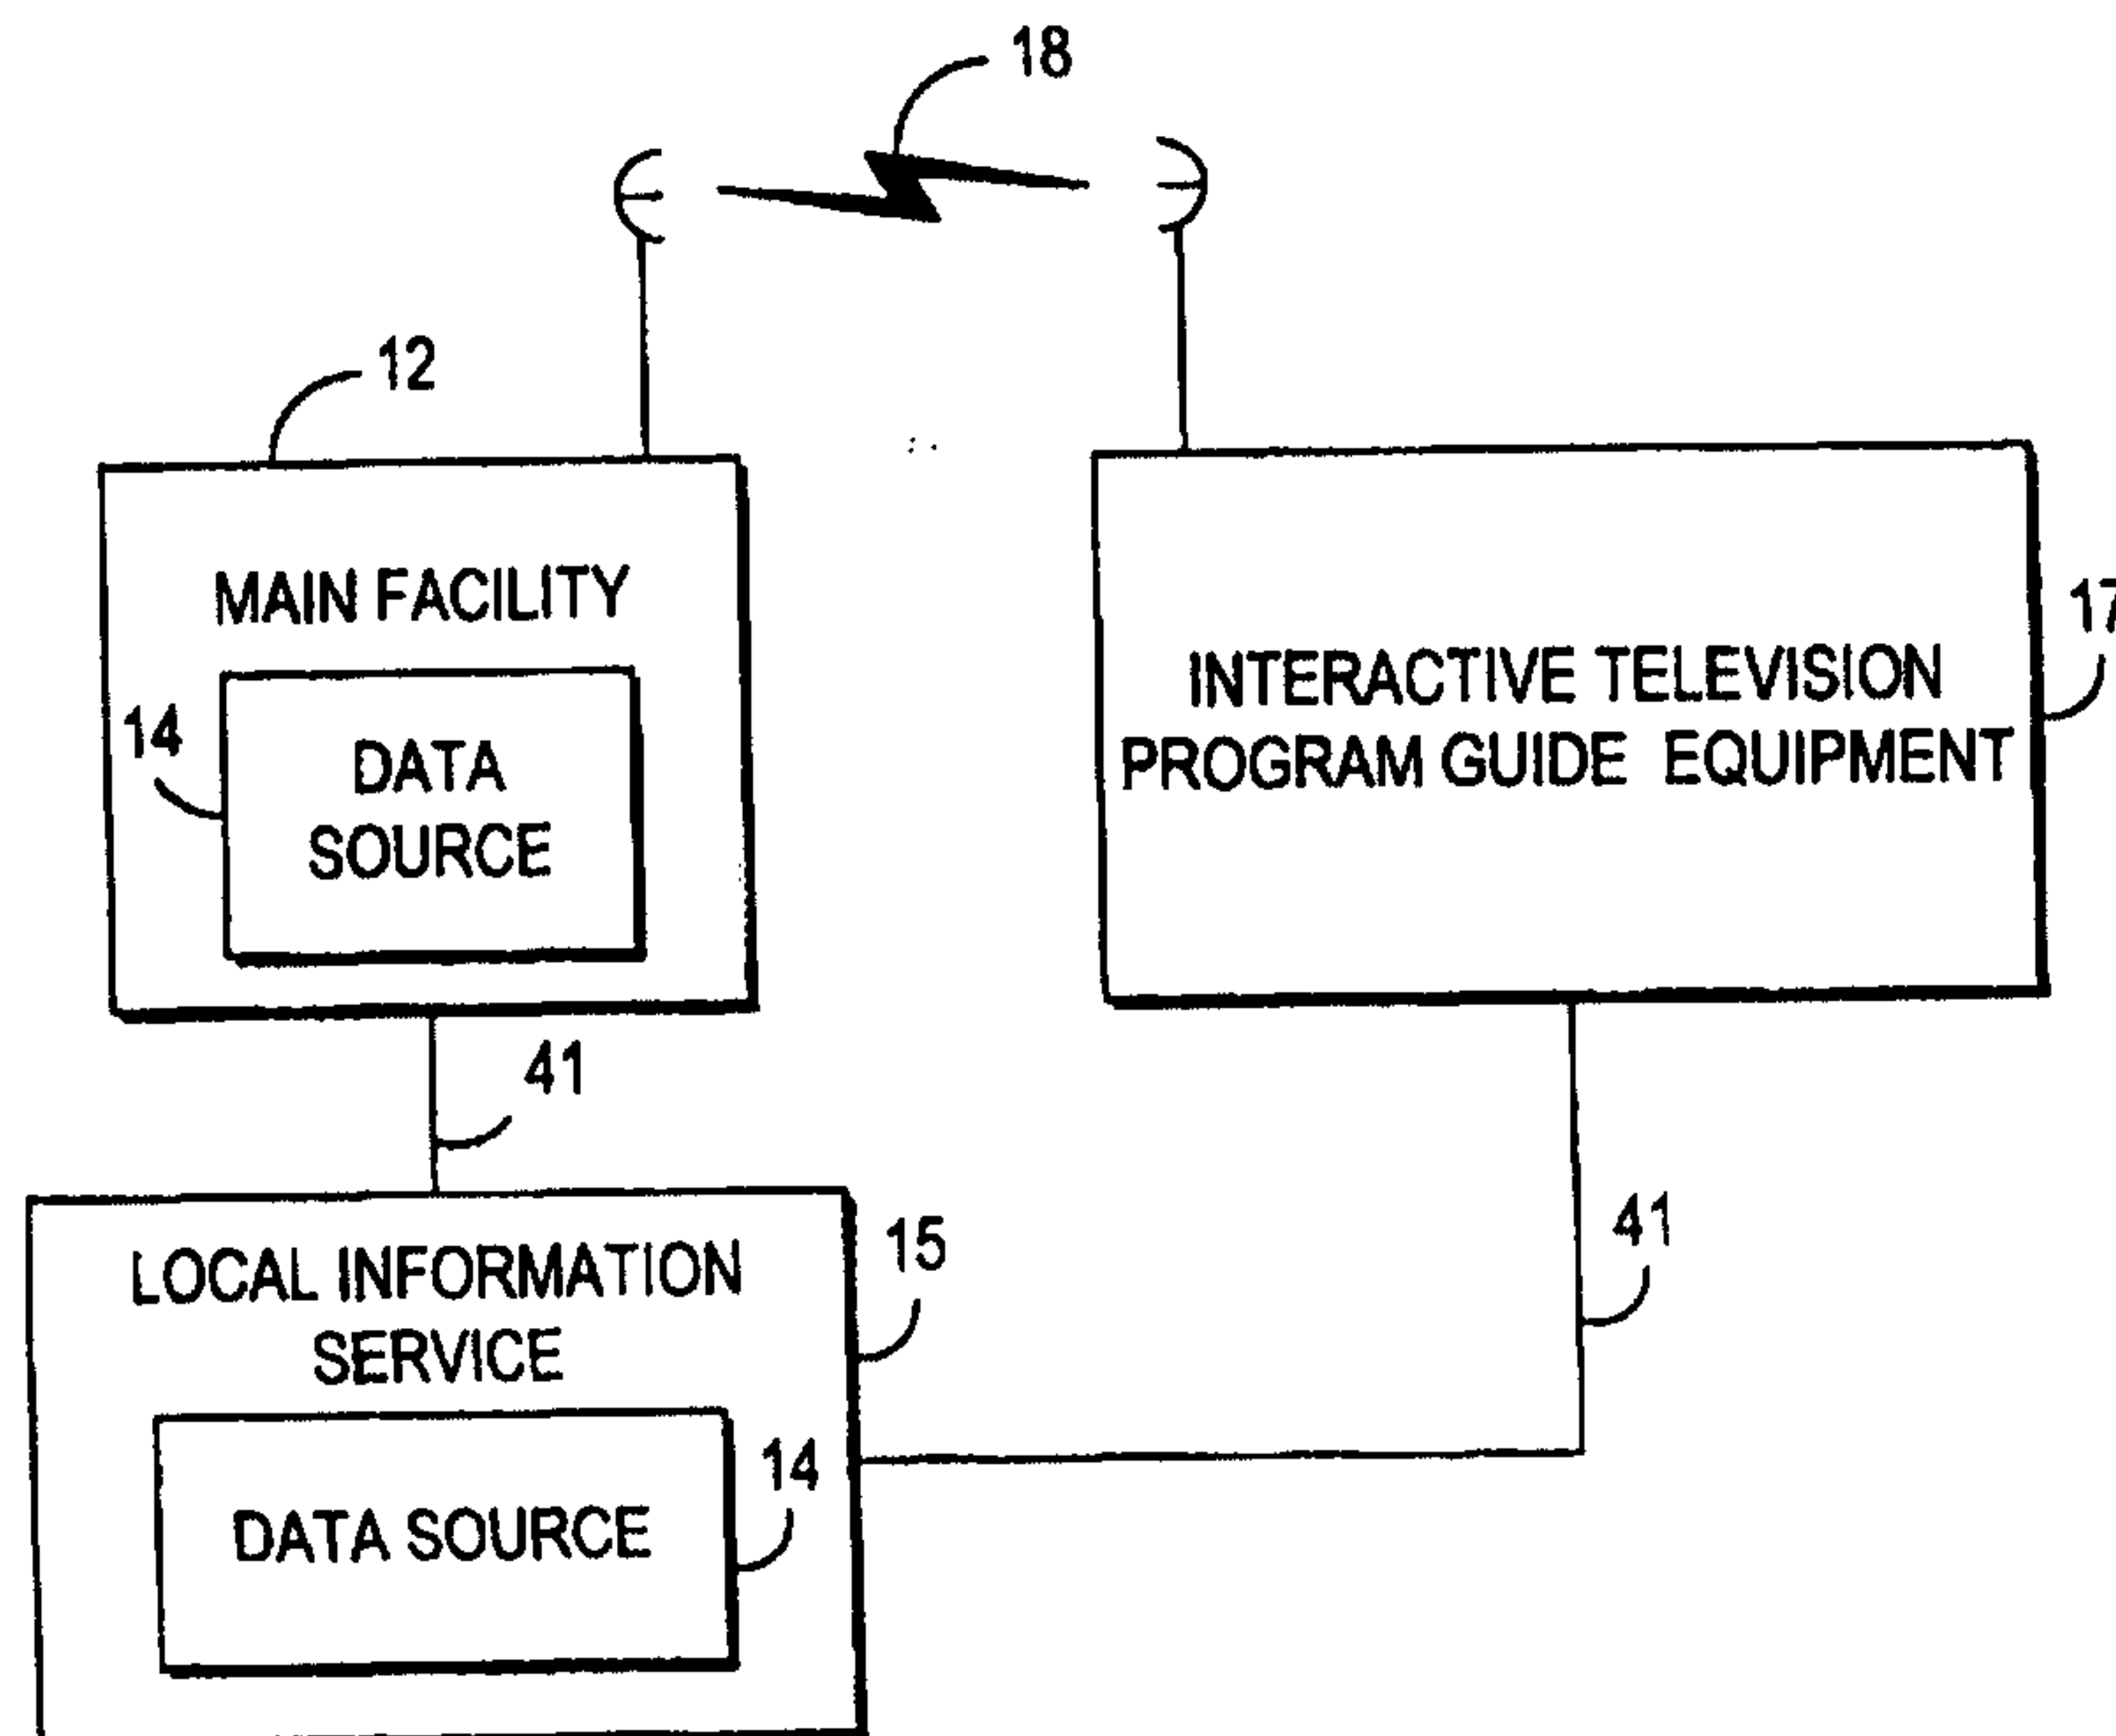 18
12
MAIN FACILITY
14
DATA
SOURCE
INTERACTIVE TELEVISION
PROGRAM GUIDE EQUIPMENT
17
41
LOCAL INFORMATION
SERVICE
15
41
DATA SOURCE
14